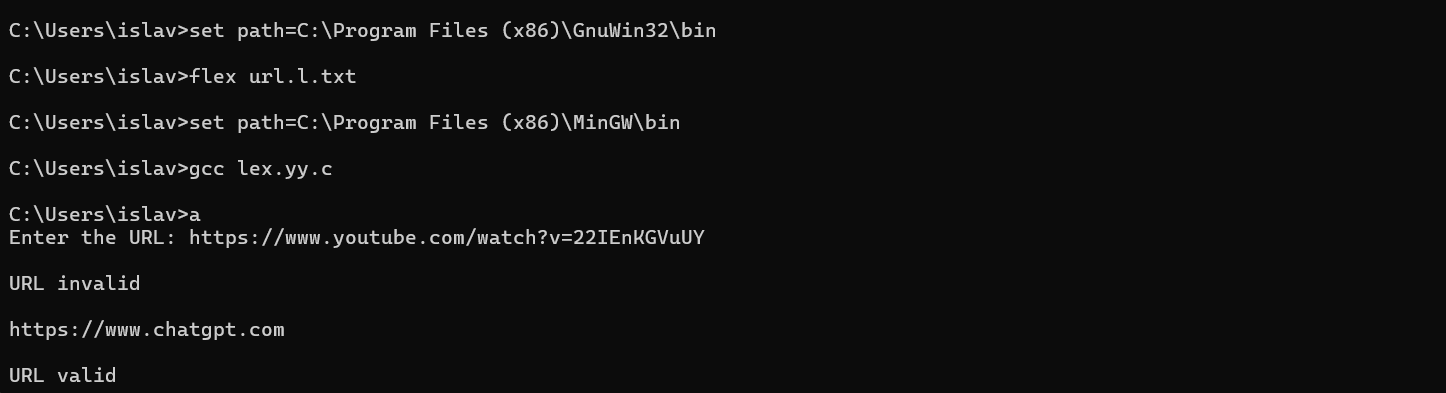 C:\Users\islav>set path=C:\Program Files (x86)\GnuWin32\bin
C:\Users\islav>flex url.l.txt
C:\Users\islav>set path=C:\Program Files (x86)\MinGW\bin
C:\Users\islav>gcc lex.yy.c
C:\Users\islav>a
Enter the URL: https://www.youtube.com/watch?v=22IEnKGVuUY
URL invalid
https://www.chatgpt.com
URL valid